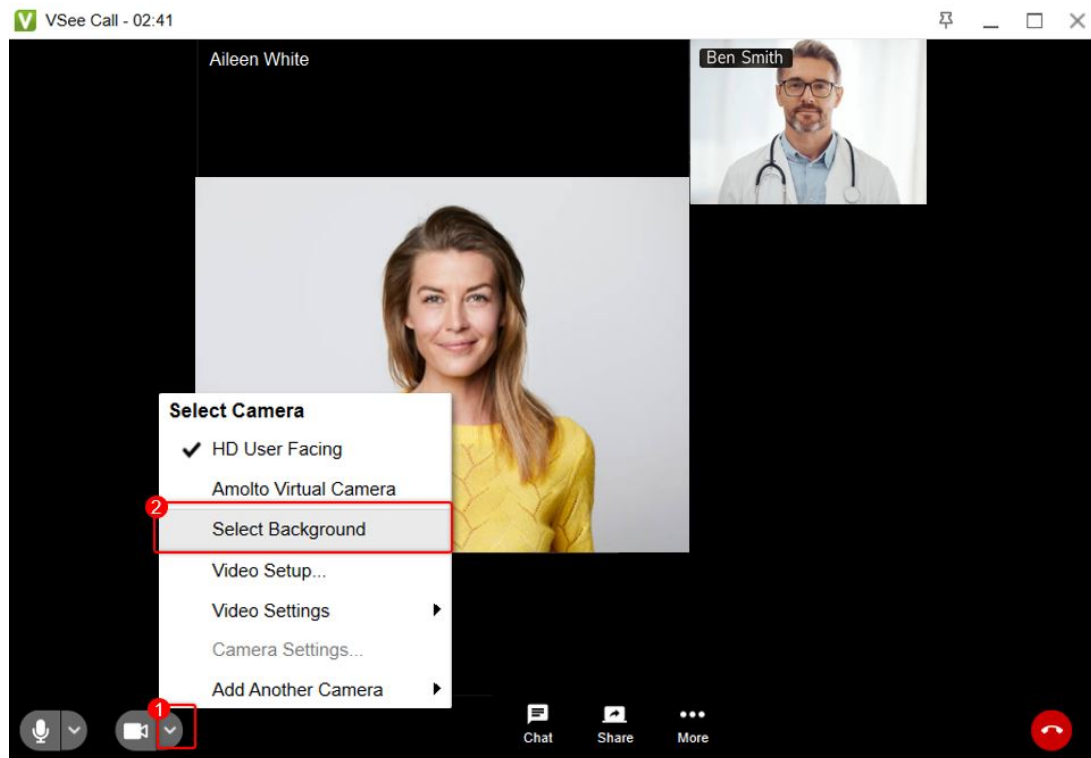 VSee Call - 02:41
Aileen White
Ben Smith
Select Camera
HD User Facing
Amolto Virtual Camera
2
Select Background
Video Setup...
Video Settings
Camera Settings...
Add Another Camera
1
Chat
Share
More